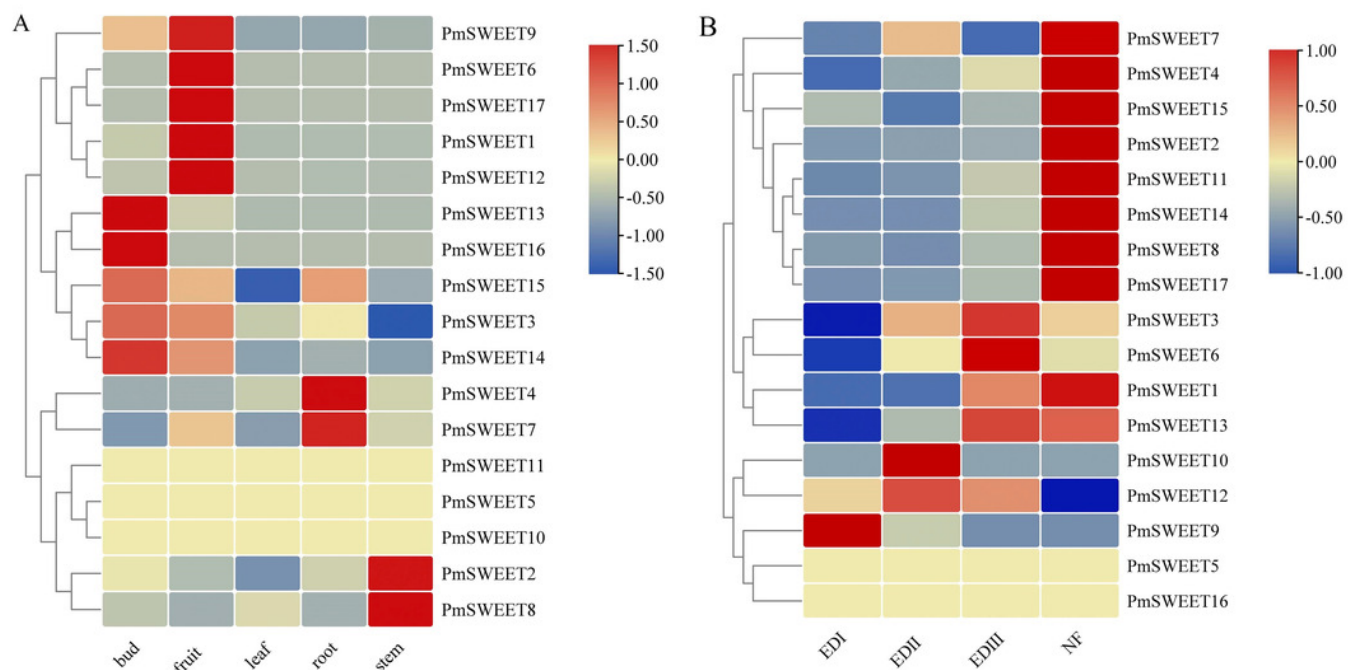 A
PmSWEET9
PmSWEET6
PmSWEET17
PmSWEET1
PmSWEET12
PmSWEET13
PmSWEET16
PmSWEET15
PmSWEET3
PmSWEET14
PmSWEET4
PmSWEET7
PmSWEET11
PmSWEET5
PmSWEET10
PmSWEET2
PmSWEET8
bud
fruit
leaf
root
stem
1.50
1.00
0.50
0.00
-0.50
-1.00
-1.50
B
PmSWEET7
PmSWEET4
PmSWEET15
PmSWEET2
PmSWEET11
PmSWEET14
PmSWEET8
PmSWEET17
PmSWEET3
PmSWEET6
PmSWEET1
PmSWEET13
PmSWEET10
PmSWEET12
PmSWEET9
PmSWEET5
PmSWEET16
EDI
EDII
EDIII
NF
1.00
0.50
0.00
-0.50
-1.00